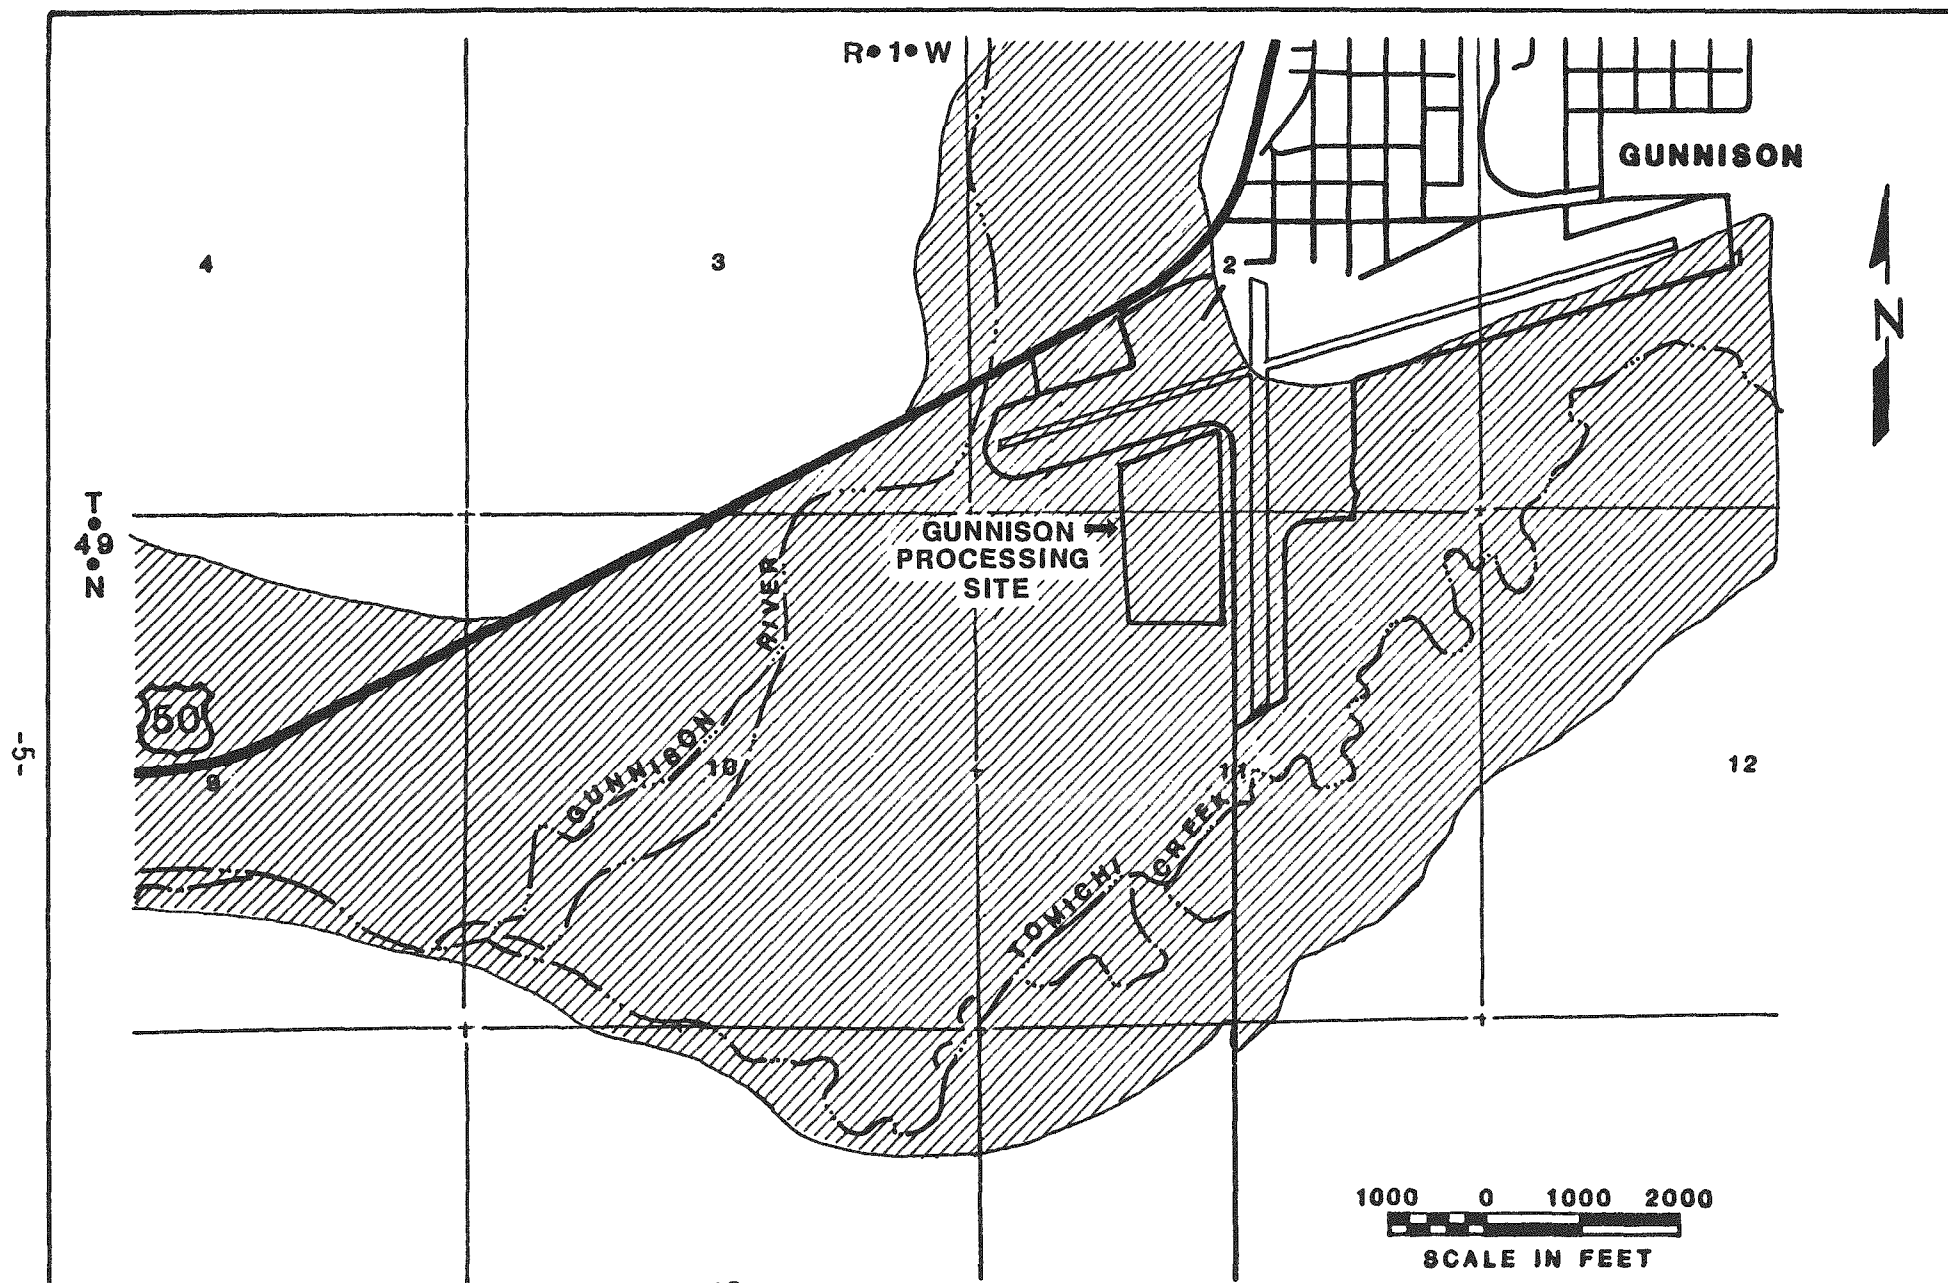 R•1•W
GUNNISON
4
3
2
1
N
T
•
49
•
N
GUNNISON
PROCESSING
SITE
RIVER
50
-5-
9
GUNNISON
10
11
12
TOMICHI
CREEK
1000 0 1000 2000
SCALE IN FEET